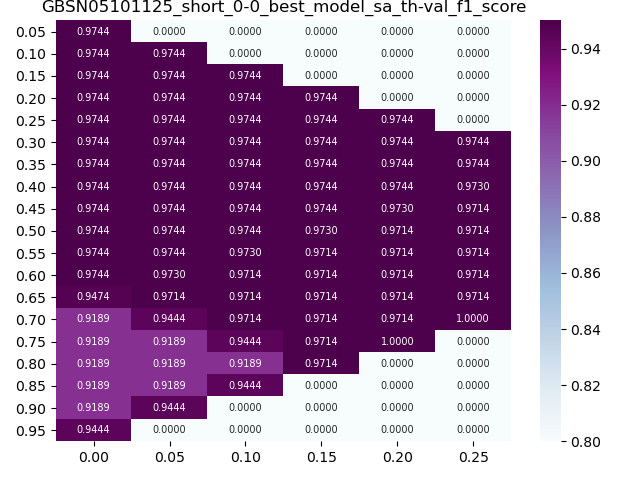 GBSN05101125_short_0-0_best_model_sa_th-val_f1_score
0.05 0.9744 0.0000 0.0000 0.0000 0.0000 0.0000
0.10 0.9744 0.9744 0.0000 0.0000 0.0000 0.0000
0.15 0.9744 0.9744 0.9744 0.0000 0.0000 0.0000
0.20 0.9744 0.9744 0.9744 0.9744 0.0000 0.0000
0.25 0.9744 0.9744 0.9744 0.9744 0.9744 0.0000
0.30 0.9744 0.9744 0.9744 0.9744 0.9744 0.9744
0.35 0.9744 0.9744 0.9744 0.9744 0.9744 0.9744
0.40 0.9744 0.9744 0.9744 0.9744 0.9744 0.9730
0.45 0.9744 0.9744 0.9744 0.9744 0.9730 0.9714
0.50 0.9744 0.9744 0.9744 0.9730 0.9714 0.9714
0.55 0.9744 0.9744 0.9730 0.9714 0.9714 0.9714
0.60 0.9744 0.9730 0.9714 0.9714 0.9714 0.9714
0.65 0.9474 0.9714 0.9714 0.9714 0.9714 0.9714
0.70 0.9189 0.9444 0.9714 0.9714 0.9714 1.0000
0.75 0.9189 0.9189 0.9444 0.9714 1.0000 0.0000
0.80 0.9189 0.9189 0.9189 0.9714 0.0000 0.0000
0.85 0.9189 0.9189 0.9444 0.0000 0.0000 0.0000
0.90 0.9189 0.9444 0.0000 0.0000 0.0000 0.0000
0.95 0.9444 0.0000 0.0000 0.0000 0.0000 0.0000
0.00 0.05 0.10 0.15 0.20 0.25
0.94
0.92
0.90
0.88
0.86
0.84
0.82
0.80